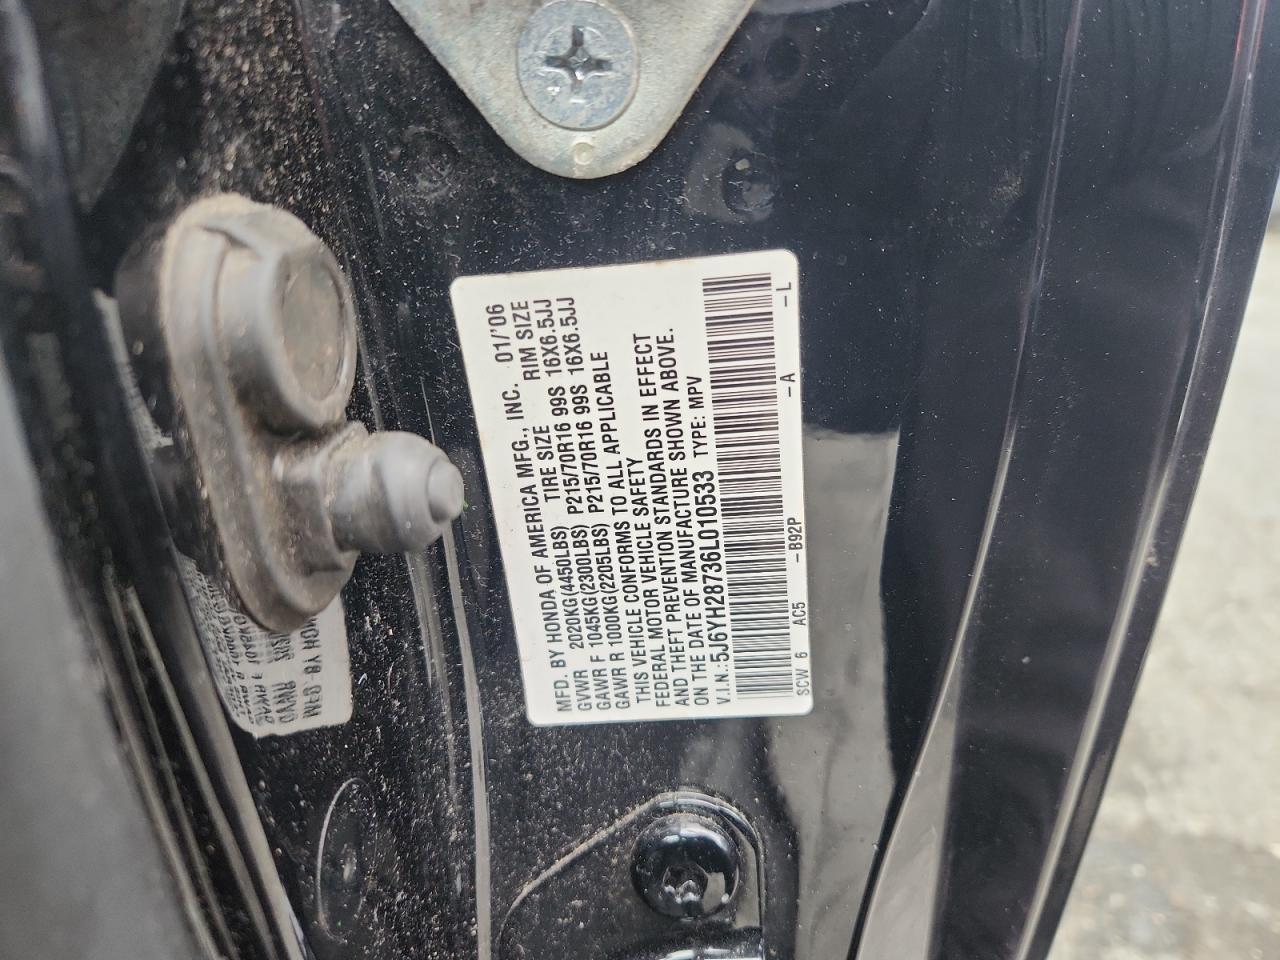 MFD. BY HONDA OF AMERICA MFG., INC. 01/'06
GVWR 2020KG(4450LBS) TIRE SIZE RIM SIZE
GAWR F 1045KG(2300LBS) P215/70R16 99S 16X6.5JJ
GAWR R 1000KG(2205LBS) P215/70R16 99S 16X6.5JJ
THIS VEHICLE CONFORMS TO ALL APPLICABLE
FEDERAL MOTOR VEHICLE SAFETY
AND THEFT PREVENTION STANDARDS IN EFFECT
ON THE DATE OF MANUFACTURE SHOWN ABOVE.
V.I.N.:5J6YH28736L010533 TYPE: MPV
SCW 6 AC5 -B92P -A -L